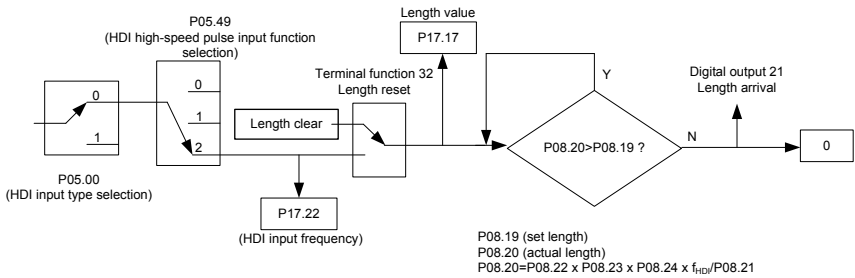 P05.49
(HDI high-speed pulse input function
selection)
0
1
2
0
1
P05.00
(HDI input type selection)
Length clear
Terminal function 32
Length reset
P17.22
(HDI input frequency)
Length value
P17.17
Y
P08.20>P08.19 ?
N
Digital output 21
Length arrival
0
P08.19 (set length)
P08.20 (actual length)
P08.20=P08.22 x P08.23 x P08.24 x fHDI/P08.21